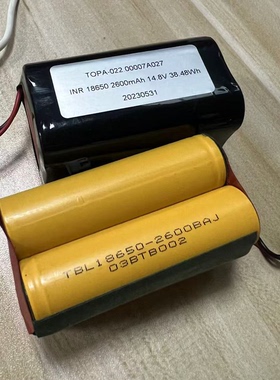 TOPA-022 00007A027
INR 18650 2600mAh 14.8V 38.48Wh
20230531
TBL18650-2600BAJ
03BTB002